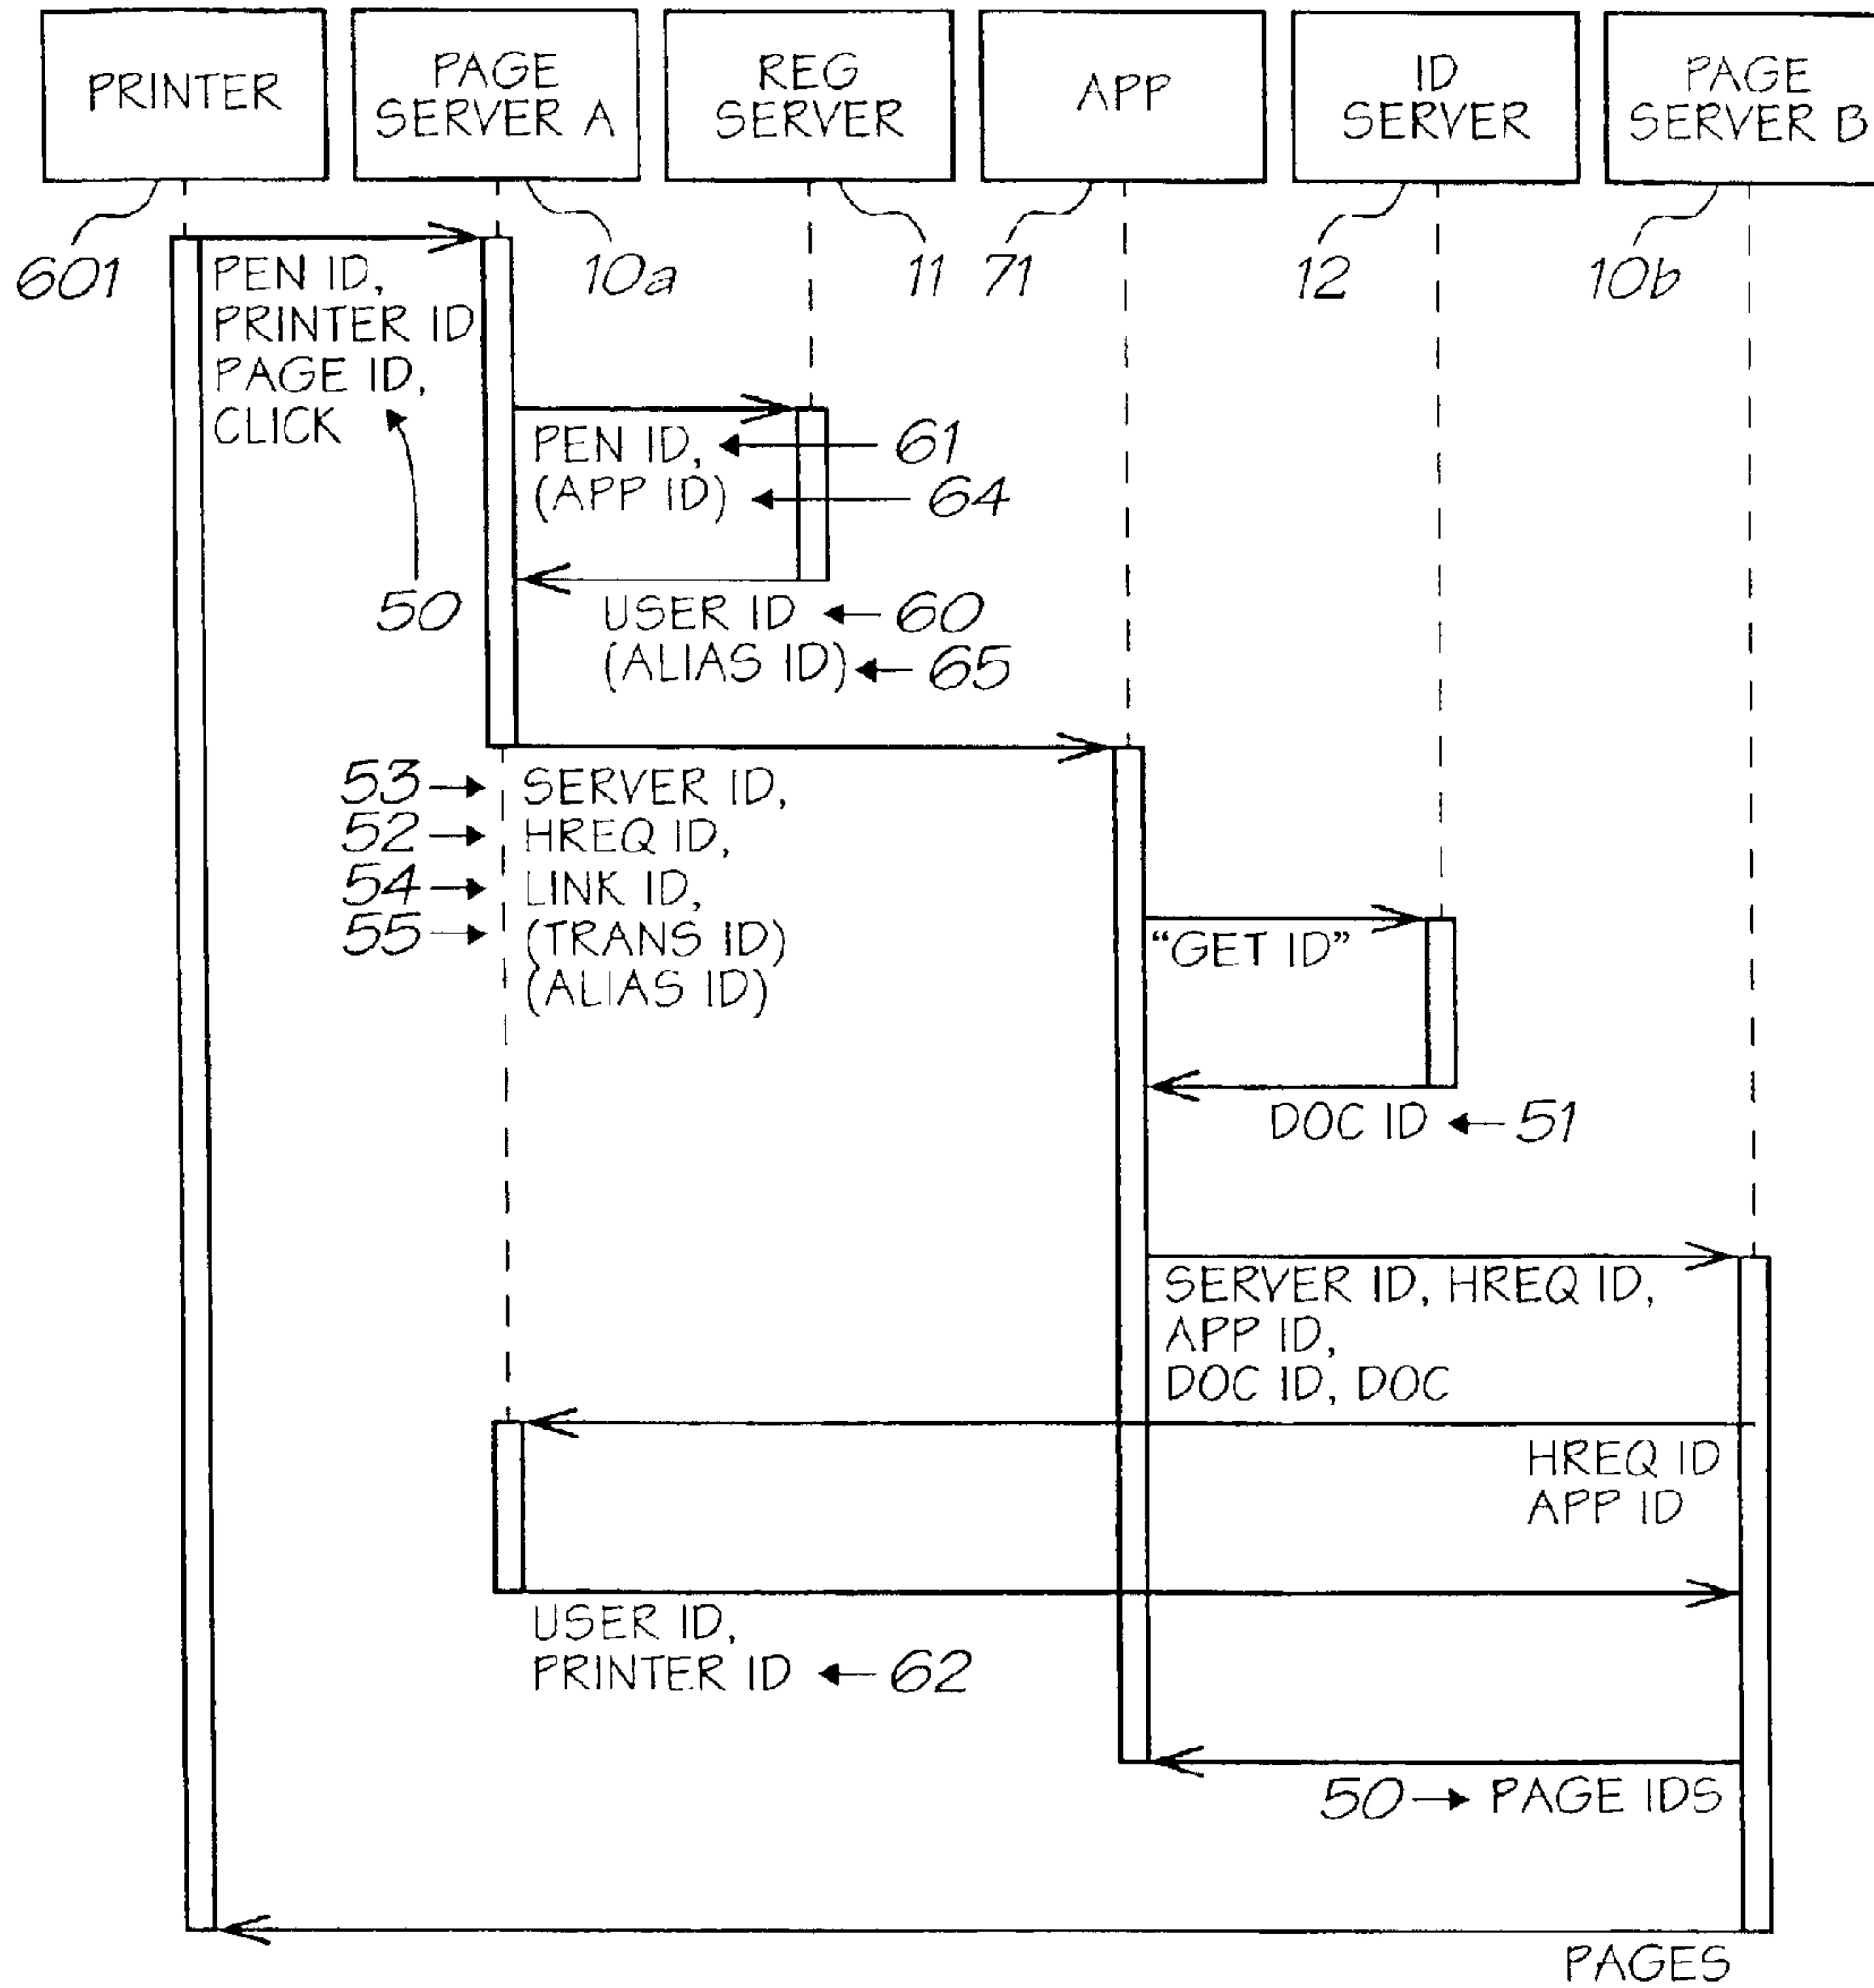 PRINTER
PAGE
SERVER A
REG
SERVER
APP
ID
SERVER
PAGE
SERVER B
601
10a
11
71
12
10b
PEN ID,
PRINTER ID
PAGE ID,
CLICK
50
PEN ID, 61
(APP ID) 64
USER ID 60
(ALIAS ID) 65
53 SERVER ID,
52 HREQ ID,
54 LINK ID,
55 (TRANS ID)
(ALIAS ID)
“GET ID”
DOC ID 51
SERVER ID, HREQ ID,
APP ID,
DOC ID, DOC
HREQ ID
APP ID
USER ID,
PRINTER ID 62
50 PAGE IDS
PAGES